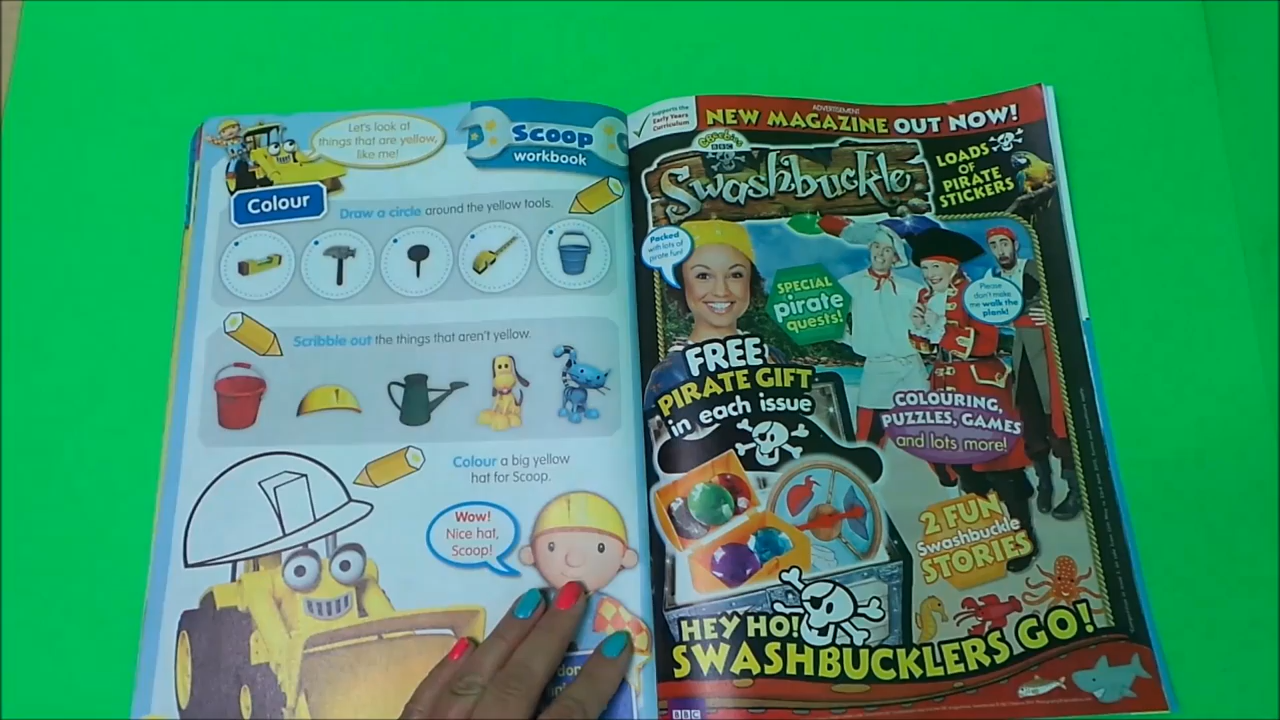 Let's look at
things that are yellow,
like me!
Scoop
workbook
Colour
Draw a circle around the yellow tools.
Scribble out the things that aren't yellow.
Colour a big yellow
hat for Scoop.
Wow!
Nice hat,
Scoop!
Supports the
Early Years
Curriculum
ADVERTISEMENT
NEW MAGAZINE OUT NOW!
CBeebies
BBC
Swashbuckle
LOADS
OF
PIRATE
STICKERS
Packed
with lots of
pirate fun!
SPECIAL
pirate
quests!
Please
don't make
me walk the
plank!
FREE
PIRATE GIFT
in each issue
COLOURING,
PUZZLES, GAMES
and lots more!
2 FUN
Swashbuckle
STORIES
HEY HO!
SWASHBUCKLERS GO!
BBC